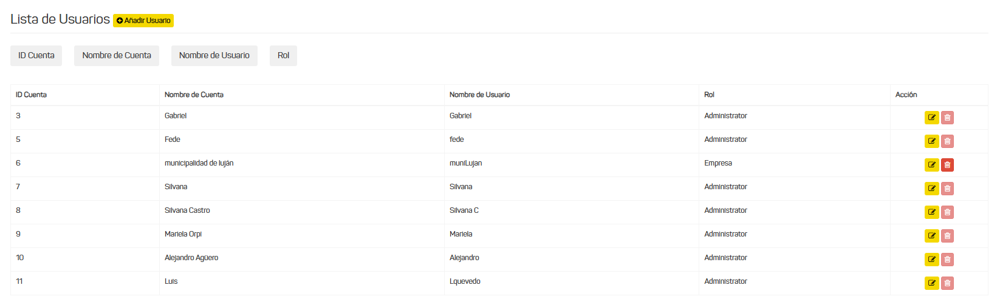 Lista de Usuarios Añadir Usuario
ID Cuenta Nombre de Cuenta Nombre de Usuario Rol
ID Cuenta Nombre de Cuenta Nombre de Usuario Rol Acción
3 Gabriel Gabriel Administrator
5 Fede fede Administrator
6 municipalidad de luján muniLujan Empresa
7 Silvana Silvana Administrator
8 Silvana Castro Silvana C Administrator
9 Mariela Orpi Mariela Administrator
10 Alejandro Agüero Alejandro Administrator
11 Luis Lquevedo Administrator